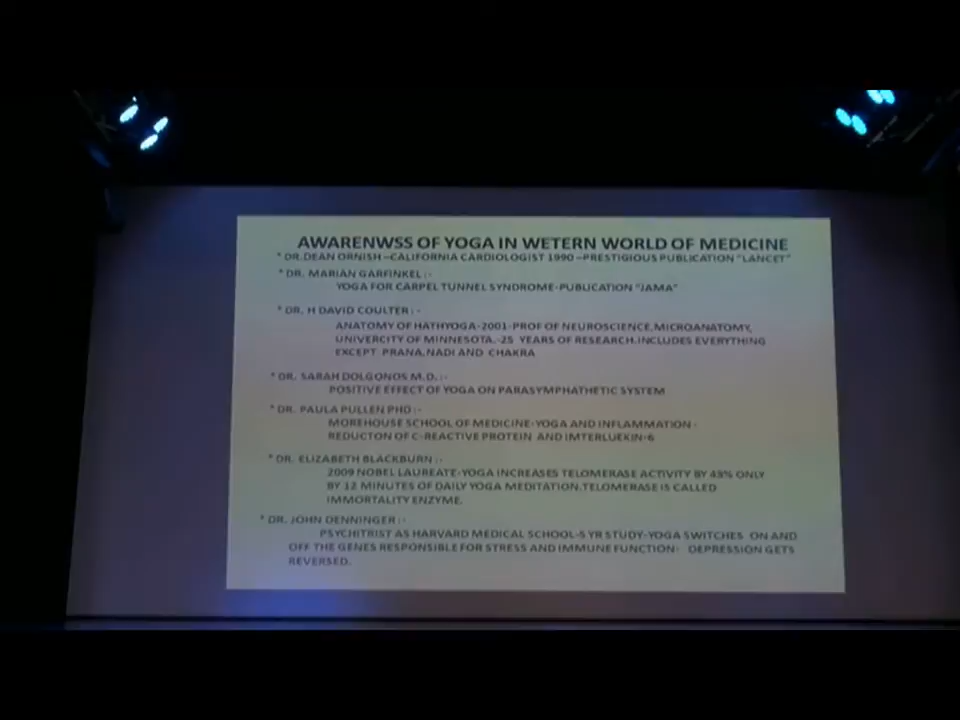 AWARENWSS OF YOGA IN WETERN WORLD OF MEDICINE
* DR.DEAN ORNISH –CALIFORNIA CARDIOLOGIST 1990 –PRESTIGIOUS PUBLICATION "LANCET"
* DR. MARIAN GARFINKEL :-
YOGA FOR CARPEL TUNNEL SYNDROME-PUBLICATION "JAMA"
* DR. H DAVID COULTER :-
ANATOMY OF HATHYOGA-2001-PROF OF NEUROSCIENCE,MICROANATOMY,
UNIVERCITY OF MINNESOTA.-25 YEARS OF RESEARCH.INCLUDES EVERYTHING
EXCEPT PRANA,NADI AND CHAKRA
* DR. SARAH DOLGONOS M.D. :-
POSITIVE EFFECT OF YOGA ON PARASYMPHATHETIC SYSTEM
* DR. PAULA PULLEN PHD :-
MOREHOUSE SCHOOL OF MEDICINE-YOGA AND INFLAMMATION -
REDUCTON OF C-REACTIVE PROTEIN AND IMTERLUEKIN-6
* DR. ELIZABETH BLACKBURN :-
2009 NOBEL LAUREATE-YOGA INCREASES TELOMERASE ACTIVITY BY 43% ONLY
BY 12 MINUTES OF DAILY YOGA MEDITATION.TELOMERASE IS CALLED
IMMORTALITY ENZYME.
* DR. JOHN DENNINGER :-
PSYCHITRIST AS HARVARD MEDICAL SCHOOL-5 YR STUDY-YOGA SWITCHES ON AND
OFF THE GENES RESPONSIBLE FOR STRESS AND IMMUNE FUNCTION- DEPRESSION GETS
REVERSED.